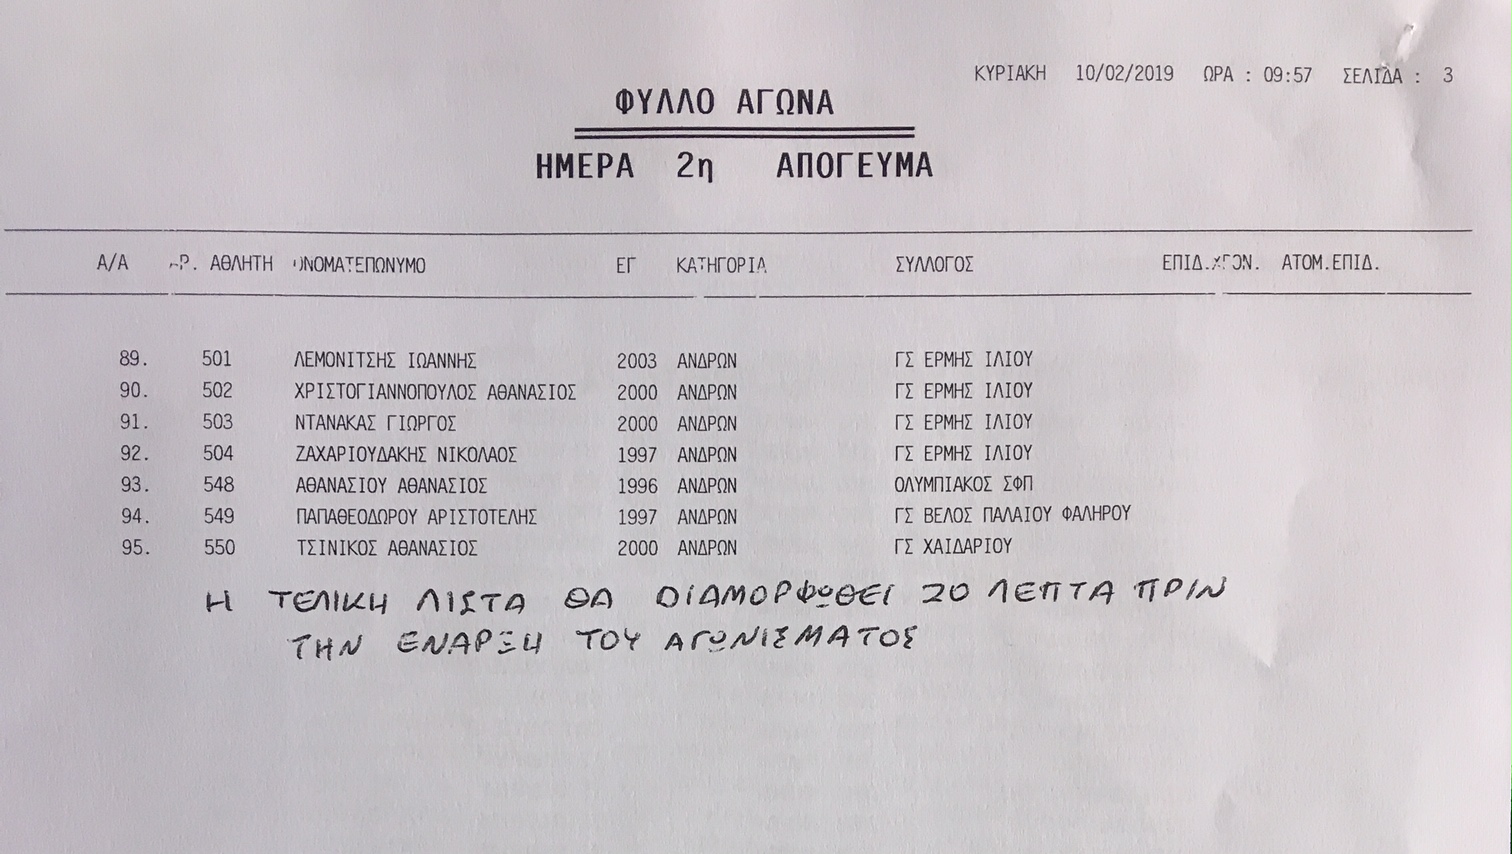 ΚΥΡΙΑΚΗ 10/02/2019 ΩΡΑ : 09:57 ΣΕΛΙΔΑ : 3
ΦΥΛΛΟ ΑΓΩΝΑ
ΗΜΕΡΑ 2η ΑΠΟΓΕΥΜΑ
Α/Α ΑΡ. ΑΘΛΗΤΗ ΟΝΟΜΑΤΕΠΩΝΥΜΟ ΕΓ ΚΑΤΗΓΟΡΙΑ ΣΥΛΛΟΓΟΣ ΕΠΙΔ.ΑΓΩΝ. ΑΤΟΜ.ΕΠΙΔ.
89. 501 ΛΕΜΟΝΙΤΣΗΣ ΙΩΑΝΝΗΣ 2003 ΑΝΔΡΩΝ ΓΣ ΕΡΜΗΣ ΙΛΙΟΥ
90. 502 ΧΡΙΣΤΟΓΙΑΝΝΟΠΟΥΛΟΣ ΑΘΑΝΑΣΙΟΣ 2000 ΑΝΔΡΩΝ ΓΣ ΕΡΜΗΣ ΙΛΙΟΥ
91. 503 ΝΤΑΝΑΚΑΣ ΓΙΩΡΓΟΣ 2000 ΑΝΔΡΩΝ ΓΣ ΕΡΜΗΣ ΙΛΙΟΥ
92. 504 ΖΑΧΑΡΙΟΥΔΑΚΗΣ ΝΙΚΟΛΑΟΣ 1997 ΑΝΔΡΩΝ ΓΣ ΕΡΜΗΣ ΙΛΙΟΥ
93. 548 ΑΘΑΝΑΣΙΟΥ ΑΘΑΝΑΣΙΟΣ 1996 ΑΝΔΡΩΝ ΟΛΥΜΠΙΑΚΟΣ ΣΦΠ
94. 549 ΠΑΠΑΘΕΟΔΩΡΟΥ ΑΡΙΣΤΟΤΕΛΗΣ 1997 ΑΝΔΡΩΝ ΓΣ ΒΕΛΟΣ ΠΑΛΑΙΟΥ ΦΑΛΗΡΟΥ
95. 550 ΤΣΙΝΙΚΟΣ ΑΘΑΝΑΣΙΟΣ 2000 ΑΝΔΡΩΝ ΓΣ ΧΑΙΔΑΡΙΟΥ
Η ΤΕΛΙΚΗ ΛΙΣΤΑ ΘΑ ΔΙΑΜΟΡΦΩΘΕΙ 20 ΛΕΠΤΑ ΠΡΙΝ
ΤΗΝ ΕΝΑΡΞΗ ΤΟΥ ΑΓΩΝΙΣΜΑΤΟΣ